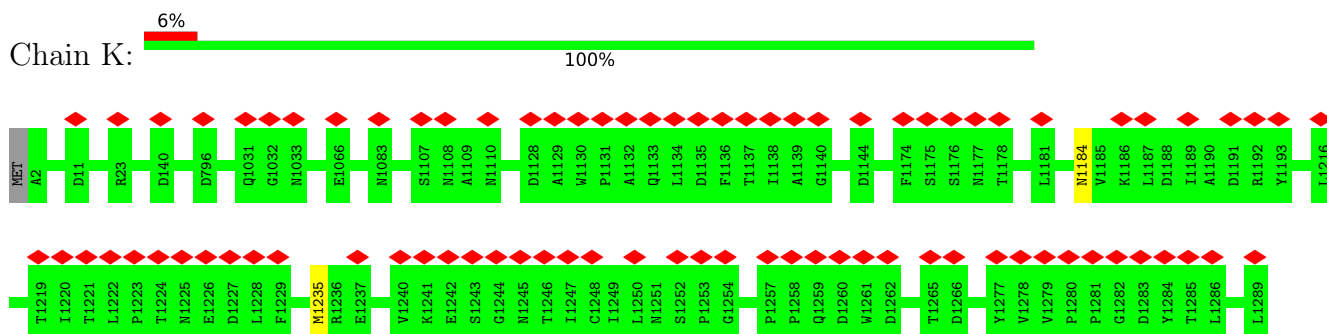 6%
Chain K:
100%
MET A2 D11 R23 D140 D796 Q1031 G1032 N1033 E1066 N1083 S1107 N1108 A1109 N1110 D1128 A1129 W1130 P1131 A1132 Q1133 L1134 D1135 F1136 T1137 I1138 A1139 G1140 D1144 F1174 S1175 S1176 N1177 T1178 L1181 N1184 V1185 K1186 L1187 D1188 I1189 A1190 D1191 R1192 Y1193 L1216
T1219 I1220 T1221 L1222 P1223 T1224 N1225 E1226 D1227 L1228 F1229 M1235 R1236 E1237 V1240 K1241 E1242 S1243 G1244 N1245 T1246 I1247 C1248 I1249 L1250 N1251 S1252 P1253 G1254 P1257 P1258 Q1259 D1260 W1261 D1262 T1265 D1266 Y1277 V1278 V1279 P1280 P1281 G1282 D1283 Y1284 T1285 L1286 L1289